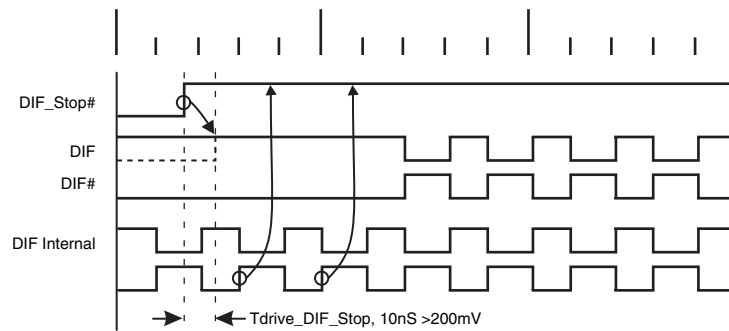 DIF_Stop#
DIF
DIF#
DIF Internal
Tdrive_DIF_Stop, 10nS >200mV